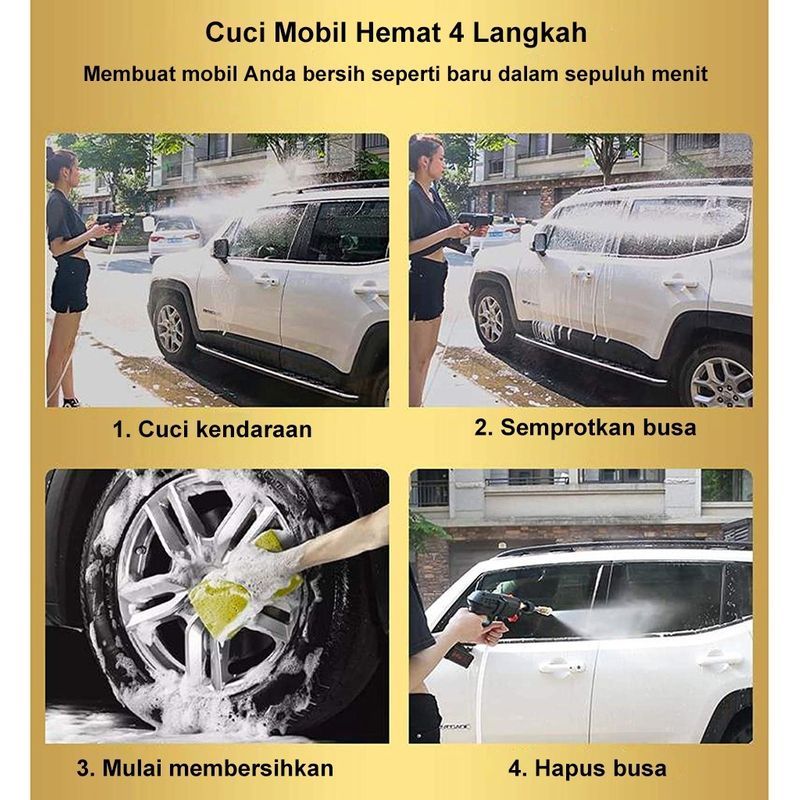 Cuci Mobil Hemat 4 Langkah
Membuat mobil Anda bersih seperti baru dalam sepuluh menit
1. Cuci kendaraan
2. Semprotkan busa
3. Mulai membersihkan
4. Hapus busa